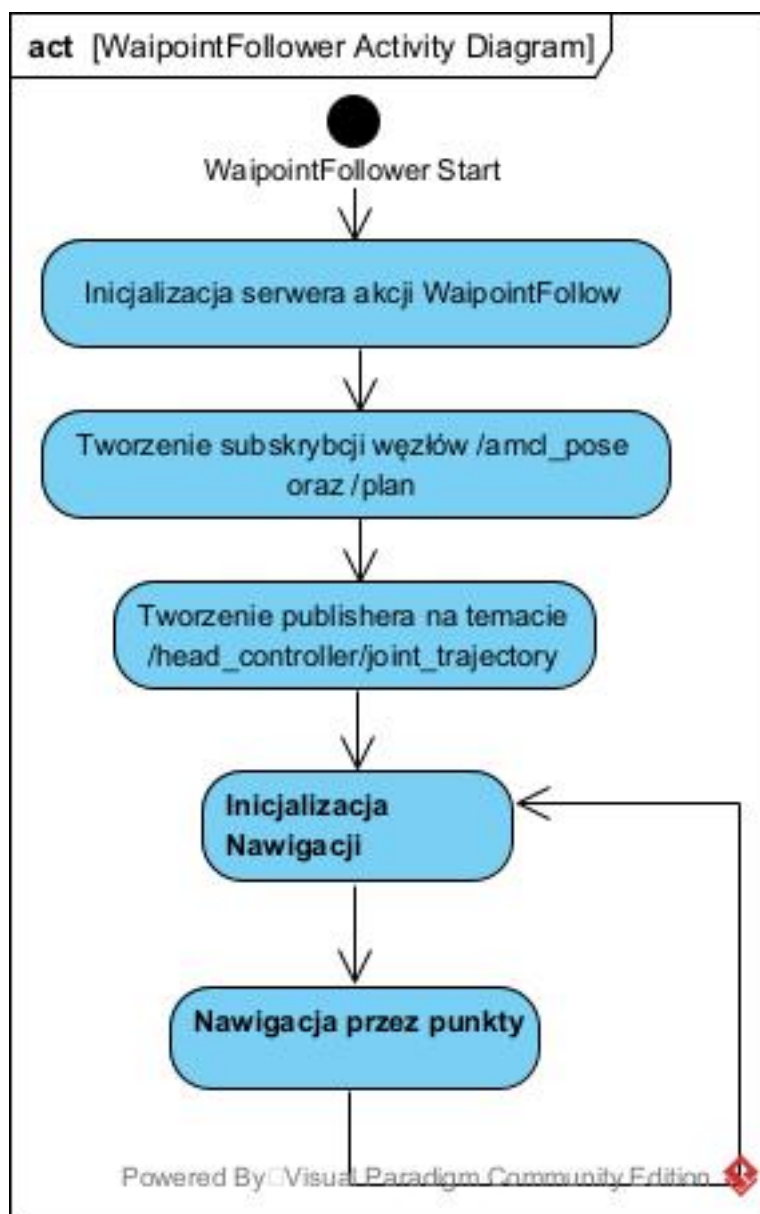 act [WaipointFollower Activity Diagram]
WaipointFollower Start
Inicjalizacja serwera akcji WaipointFollow
Tworzenie subskrybcji węzłów /amcl_pose
oraz /plan
Tworzenie publishera na temacie
/head_controller/joint_trajectory
Inicjalizacja
Nawigacji
Nawigacja przez punkty
Powered By Visual Paradigm Community Edition